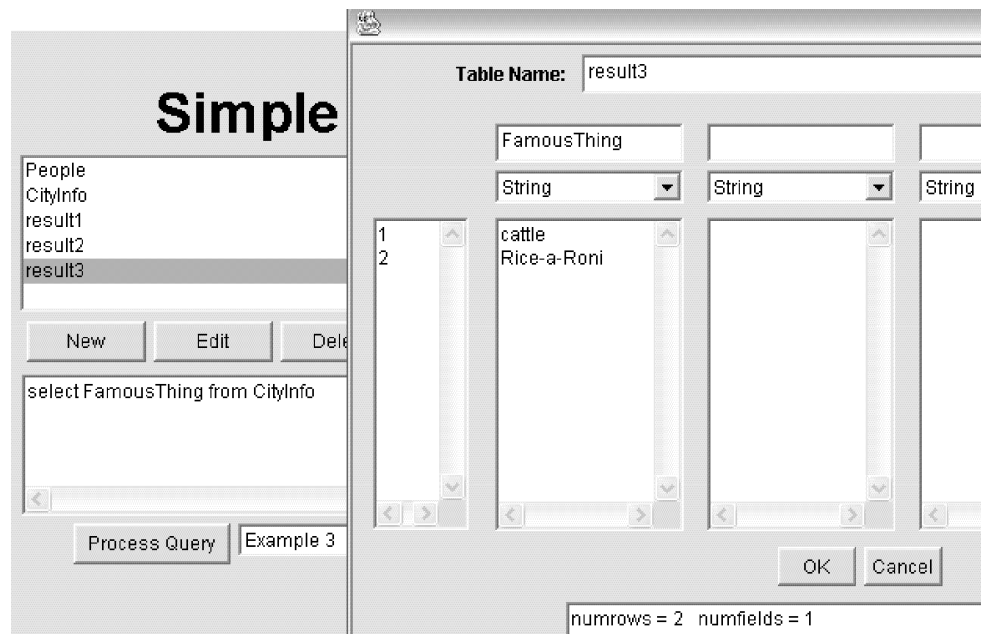 Simple
People
CityInfo
result1
result2
result3
New Edit
select FamousThing from CityInfo
Process Query Example 3
Table Name: result3
FamousThing
String String String
1 cattle
2 Rice-a-Roni
OK Cancel
numrows = 2 numfields = 1